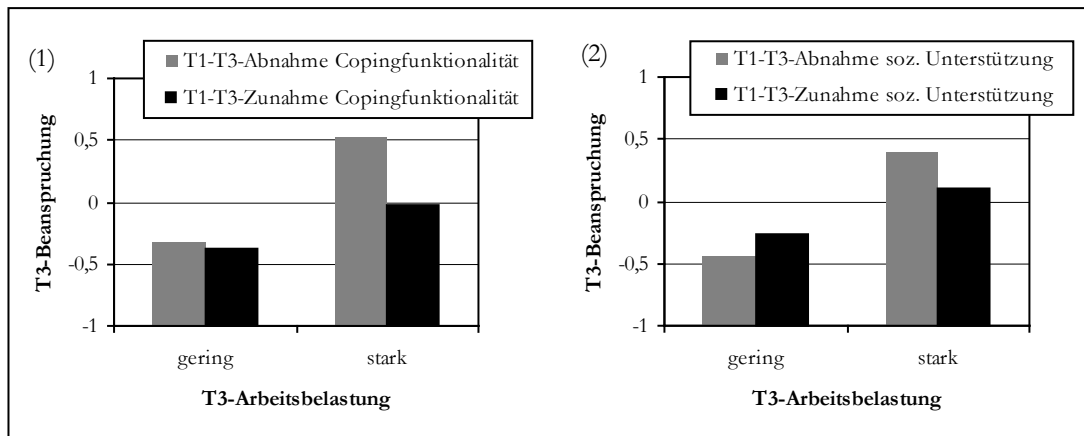 (1)
T1-T3-Abnahme Copingfunktionalität
T1-T3-Zunahme Copingfunktionalität
T3-Beanspruchung
1
0,5
0
-0,5
-1
gering stark
T3-Arbeitsbelastung
(2)
T1-T3-Abnahme soz. Unterstützung
T1-T3-Zunahme soz. Unterstützung
T3-Beanspruchung
1
0,5
0
-0,5
-1
gering stark
T3-Arbeitsbelastung